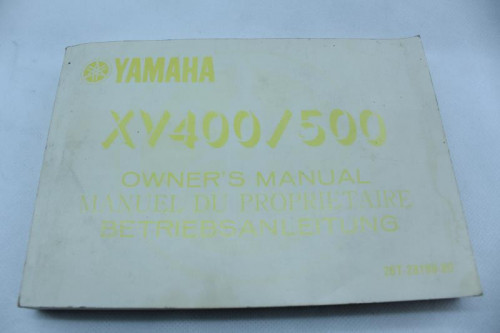 YAMAHA
XV400/500
OWNER'S MANUAL
MANUEL DU PROPRIETAIRE
BETRIEBSANLEITUNG